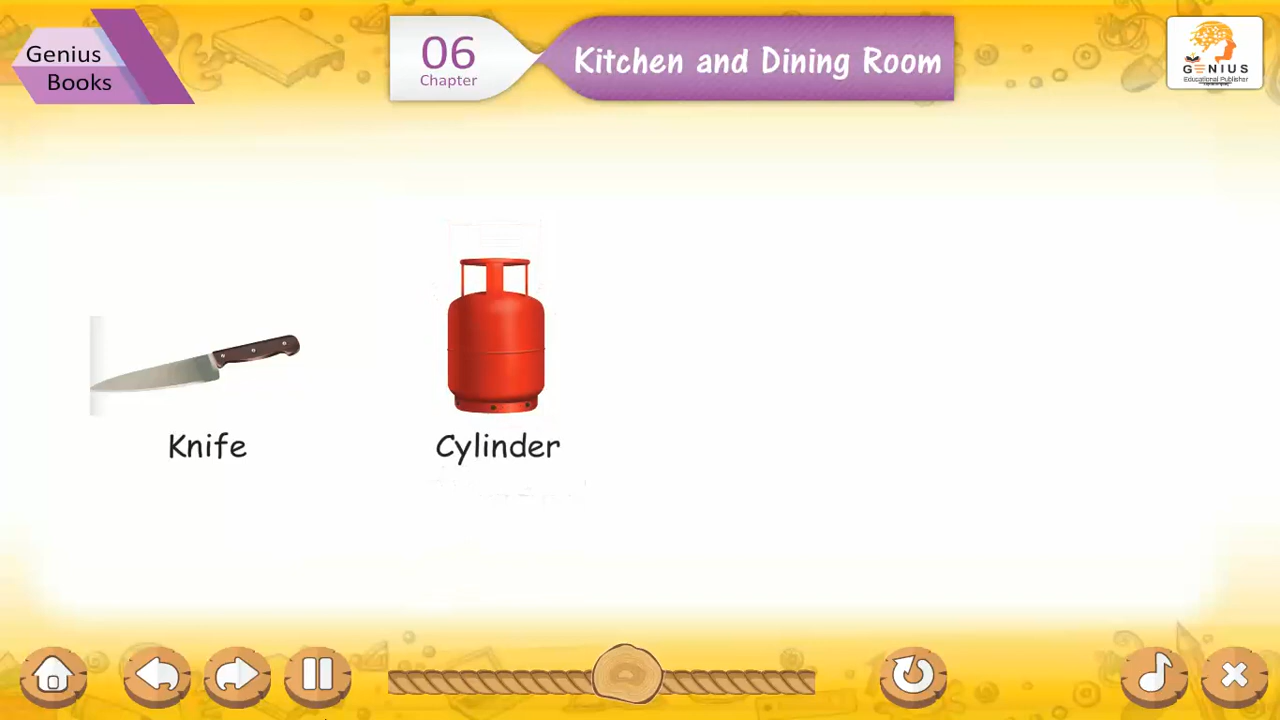 Genius
Books
06
Chapter
Kitchen and Dining Room
GENIUS
Educational Publisher
Knife
Cylinder